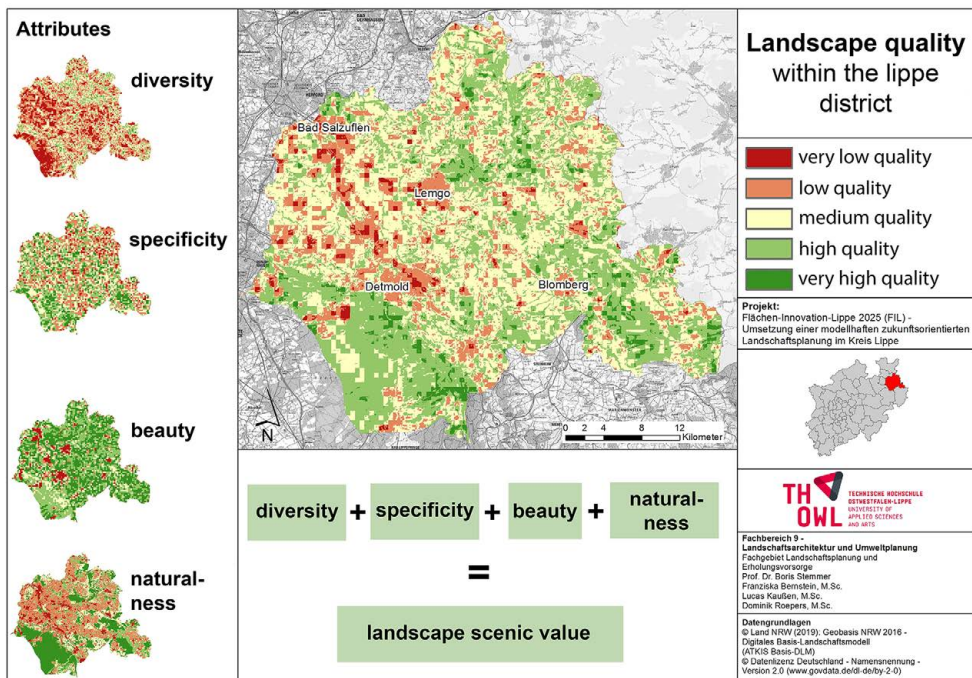 Attributes
diversity
specificity
beauty
natural-
ness
Bad Salzuflen
Lemgo
Detmold
Blomberg
N
0 2 4 6 8 10 12
Kilometer
diversity + specificity + beauty + natural-
ness
=
landscape scenic value
Landscape quality
within the lippe
district
very low quality
low quality
medium quality
high quality
very high quality
Projekt:
Flächen-Innovation-Lippe 2025 (FIL) -
Umsetzung einer modellhaften zukunftsorientierten
Landschaftsplanung im Kreis Lippe
TH
OWL
TECHNISCHE HOCHSCHULE
OSTWESTFALEN-LIPPE
UNIVERSITY OF
APPLIED SCIENCES
AND ARTS
Fachbereich 9 -
Landschaftsarchitektur und Umweltplanung
Fachgebiet Landschaftsplanung und
Erholungsvorsorge
Prof. Dr. Boris Stemmer
Franziska Bernstein, M.Sc.
Lucas Kaußen, M.Sc.
Dominik Roepers, M.Sc.
Datengrundlagen
© Land NRW (2019): Geobasis NRW 2016 -
Digitales Basis-Landschaftsmodell
(ATKIS Basis-DLM)
© Datenlizenz Deutschland - Namensnennung -
Version 2.0 (www.govdata.de/dl-de/by-2-0)